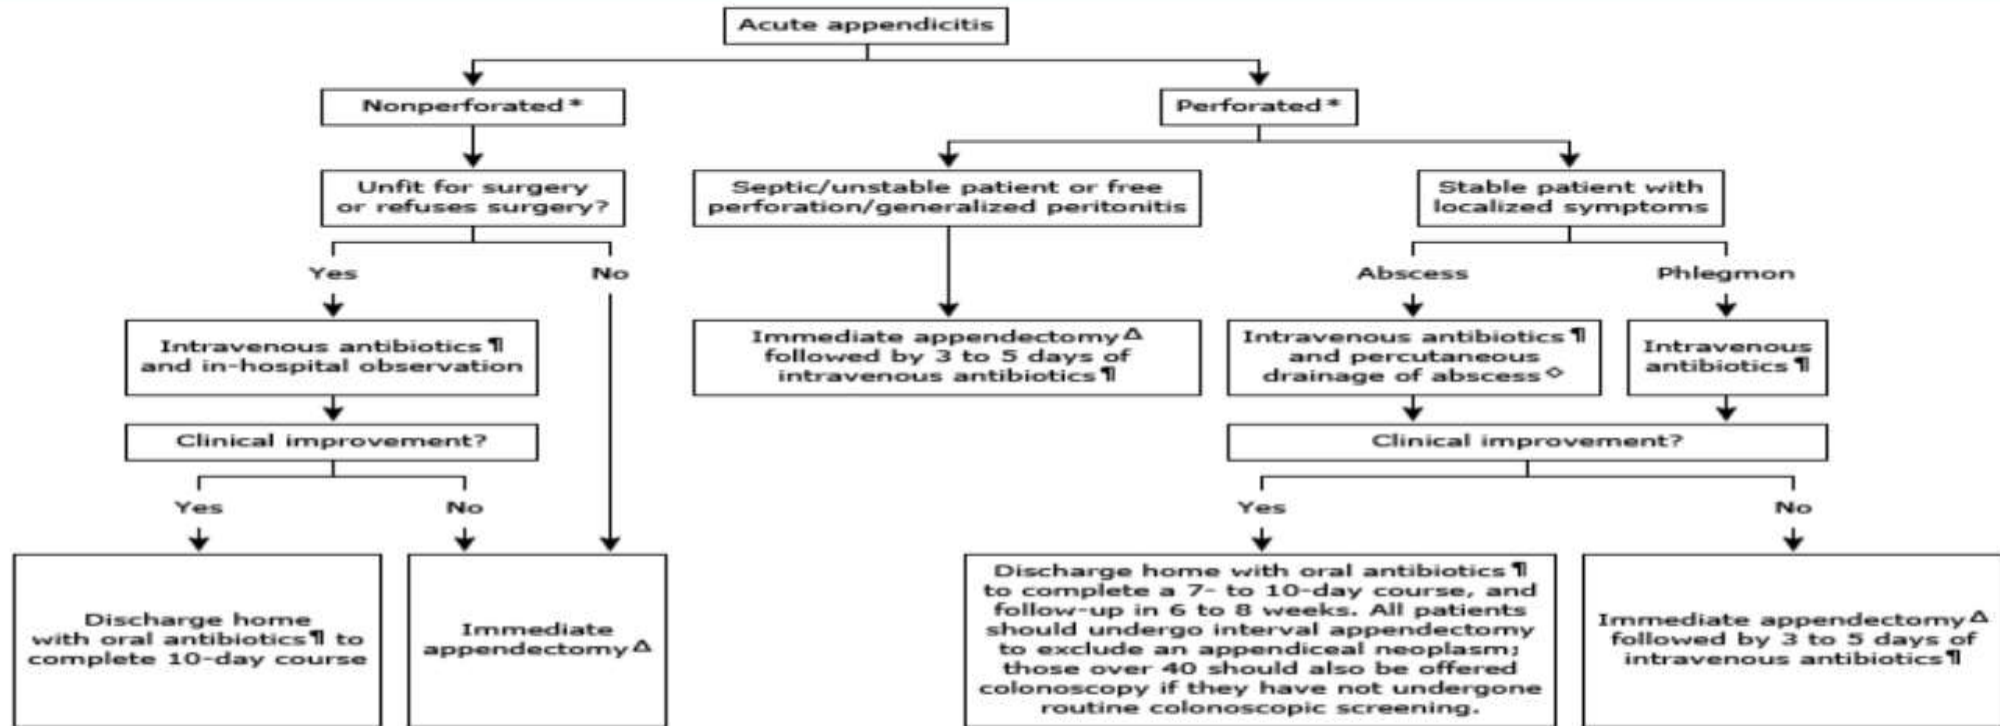 Acute appendicitis
Nonperforated*
Perforated*
Unfit for surgery
or refuses surgery?
Septic/unstable patient or free
perforation/generalized peritonitis
Stable patient with
localized symptoms
Yes
No
Abscess
Phlegmon
Intravenous antibiotics¶
and in-hospital observation
Immediate appendectomyΔ
followed by 3 to 5 days of
intravenous antibiotics¶
Intravenous antibiotics¶
and percutaneous
drainage of abscess◇
Intravenous
antibiotics¶
Clinical improvement?
Clinical improvement?
Yes
No
Yes
No
Discharge home
with oral antibiotics¶ to
complete 10-day course
Immediate
appendectomyΔ
Discharge home with oral antibiotics¶
to complete a 7- to 10-day course, and
follow-up in 6 to 8 weeks. All patients
should undergo interval appendectomy
to exclude an appendiceal neoplasm;
those over 40 should also be offered
colonoscopy if they have not undergone
routine colonoscopic screening.
Immediate appendectomyΔ
followed by 3 to 5 days of
intravenous antibiotics¶